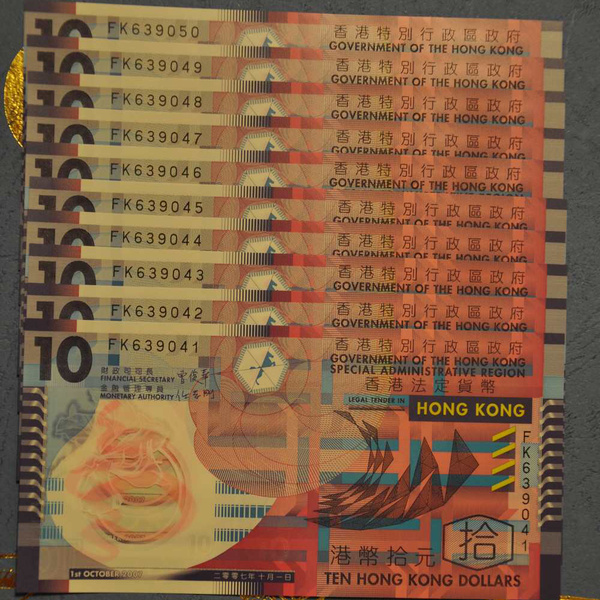 10 FK639050 香港特別行政區政府
GOVERNMENT OF THE HONG KONG
10 FK639049 香港特別行政區政府
GOVERNMENT OF THE HONG KONG
10 FK639048 香港特別行政區政府
GOVERNMENT OF THE HONG KONG
10 FK639047 香港特別行政區政府
GOVERNMENT OF THE HONG KONG
10 FK639046 香港特別行政區政府
GOVERNMENT OF THE HONG KONG
10 FK639045 香港特別行政區政府
GOVERNMENT OF THE HONG KONG
10 FK639044 香港特別行政區政府
GOVERNMENT OF THE HONG KONG
10 FK639043 香港特別行政區政府
GOVERNMENT OF THE HONG KONG
10 FK639042 香港特別行政區政府
GOVERNMENT OF THE HONG KONG
10 FK639041 香港特別行政區政府
GOVERNMENT OF THE HONG KONG
SPECIAL ADMINISTRATIVE REGION
香港法定貨幣
LEGAL TENDER IN HONG KONG
財政司司長
FINANCIAL SECRETARY
金融管理專員
MONETARY AUTHORITY
FK639041
港幣拾元
拾
TEN HONG KONG DOLLARS
1st OCTOBER 2007
二零零七年十月一日